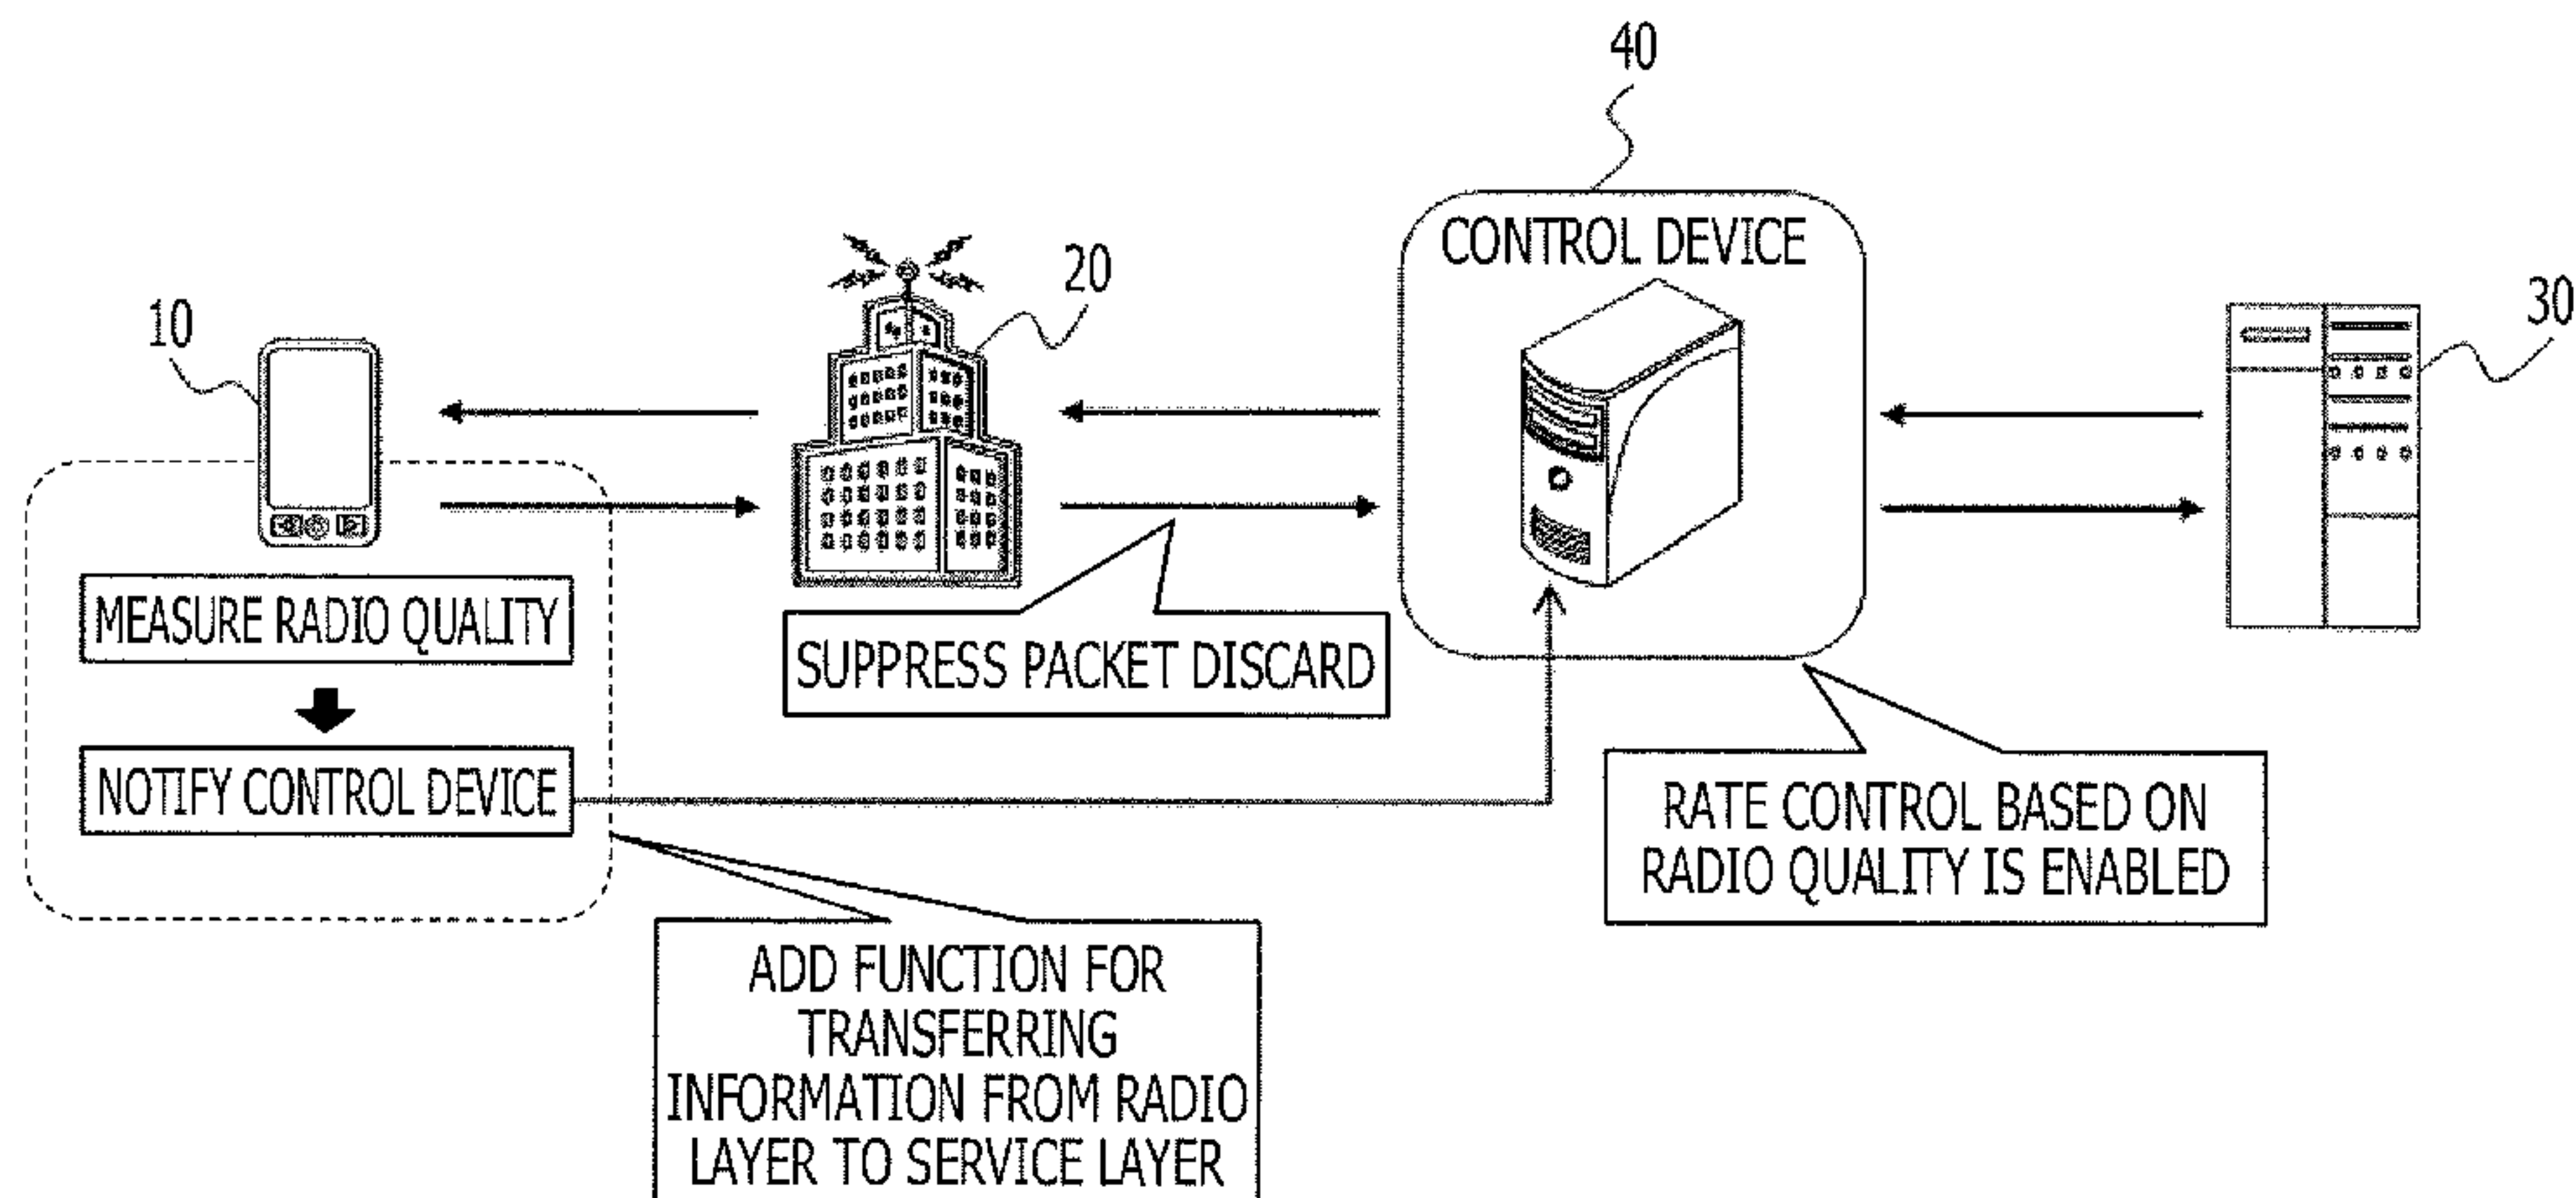 40
CONTROL DEVICE
20
10
30
MEASURE RADIO QUALITY
SUPPRESS PACKET DISCARD
NOTIFY CONTROL DEVICE
RATE CONTROL BASED ON
RADIO QUALITY IS ENABLED
ADD FUNCTION FOR
TRANSFERRING
INFORMATION FROM RADIO
LAYER TO SERVICE LAYER